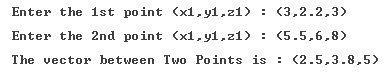 Enter the 1st point (x1,y1,z1) : (3,2.2,3)
Enter the 2nd point (x1,y1,z1) : (5.5,6,8)
The vector between Two Points is : (2.5,3.8,5)